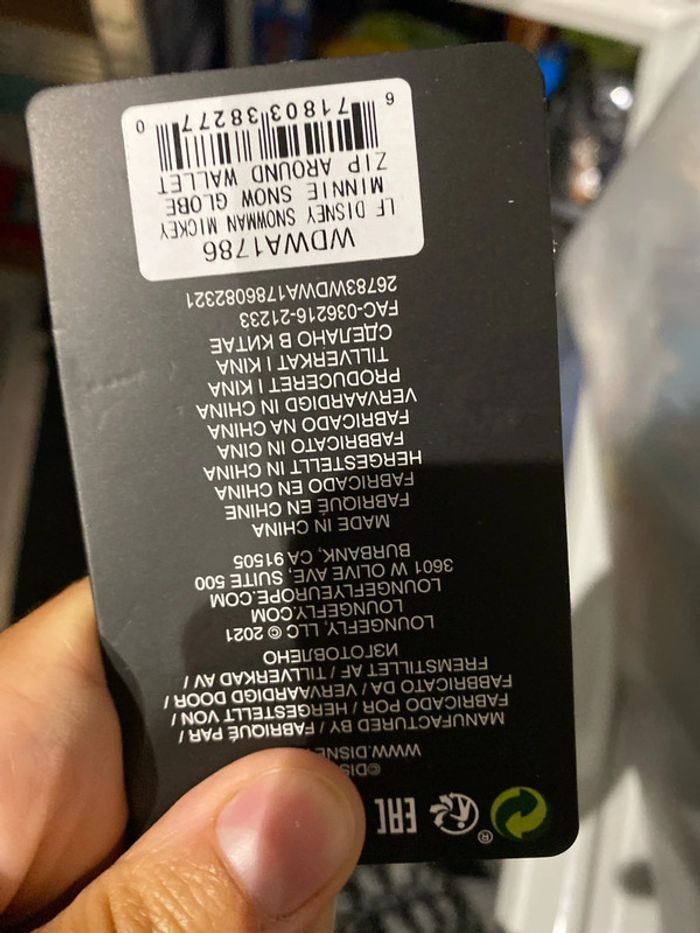 ®
EAC
©DIS
WWW.DISNE
MANUFACTURED BY / FABRIQUÉ PAR /
FABRICADO POR / HERGESTELLT VON /
FABBRICATO DA / VERVAARDIGD DOOR /
FREMSTILLET AF / TILLVERKAD AV /
ИЗГОТОВЛЕНО
LOUNGEFLY, LLC © 2021
LOUNGEFLY.COM
LOUNGEFLYEUROPE.COM
3601 W OLIVE AVE, SUITE 500
BURBANK, CA 91505
MADE IN CHINA
FABRIQUÉ EN CHINE
FABRICADO EN CHINA
HERGESTELLT IN CHINA
FABBRICATO IN CINA
FABRICADO NA CHINA
VERVAARDIGD IN CHINA
PRODUCERET I KINA
TILLVERKAT I KINA
СДЕЛАНО В КИТАЕ
FAC-036216-21233
26783WDWA1786082321
WDWA1786
LF DISNEY SNOWMAN MICKEY
MINNIE SNOW GLOBE
ZIP AROUND WALLET
6 71803 38277 0